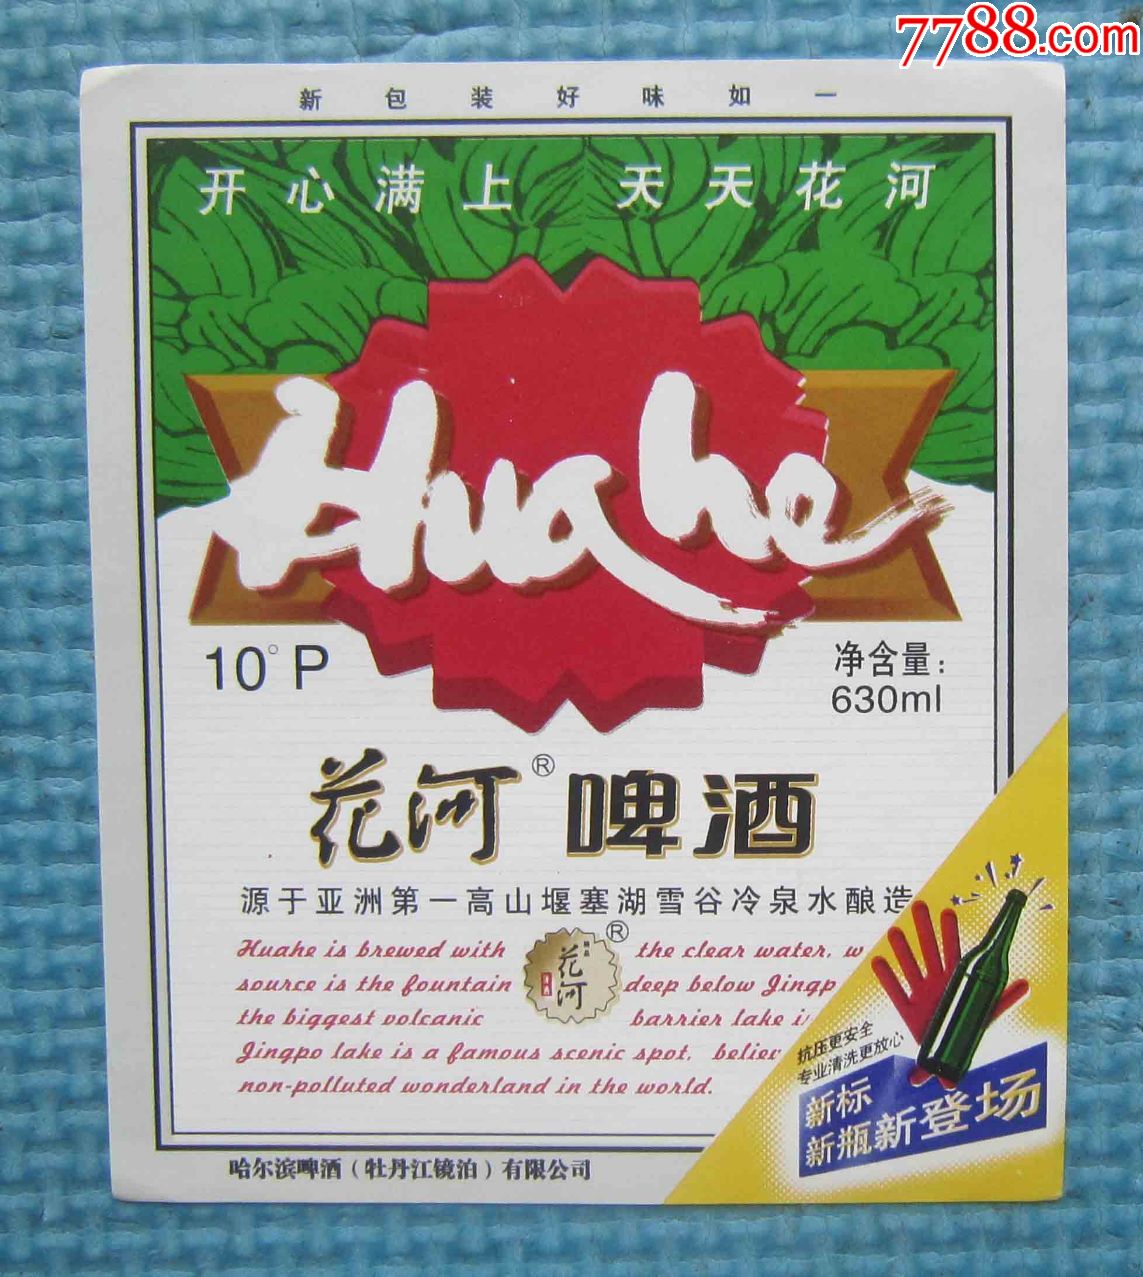 7788.com
新包装好味如一
开心满上 天天花河
Huahe
10°P
净含量:
630ml
花河® 啤酒
源于亚洲第一高山堰塞湖雪谷冷泉水酿造
Huahe is brewed with the clear water, w
source is the fountain deep below Jingp
the biggest volcanic barrier lake i
Jingpo lake is a famous scenic spot, believ
non-polluted wonderland in the world.
花河
®
抗压更安全
专业清洗更放心
新标
新瓶新登场
哈尔滨啤酒(牡丹江镜泊)有限公司